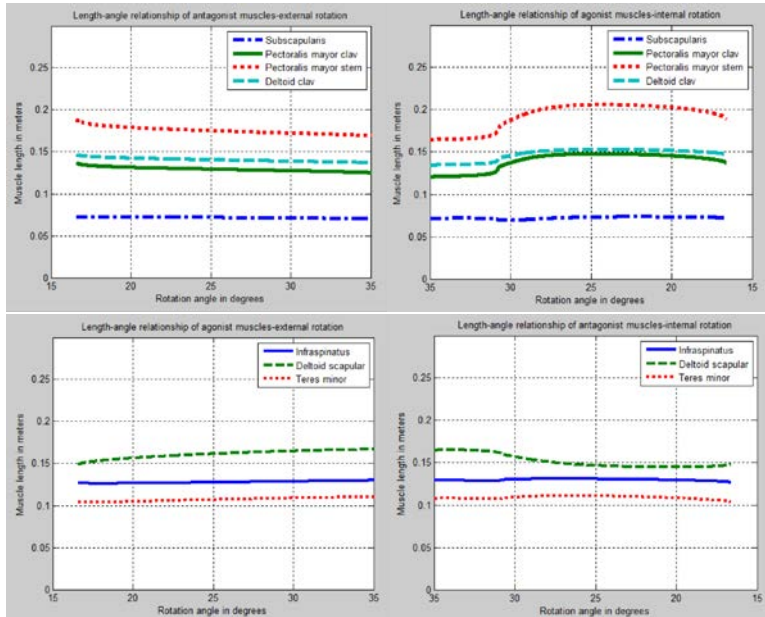 Length-angle relationship of antagonist muscles-external rotation
Subscapularis
Pectoralis mayor clav
Pectoralis mayor stern
Deltoid clav
0.25
0.2
0.15
0.1
0.05
0
15
20
25
30
35
Muscle length in meters
Rotation angle in degrees
Length-angle relationship of agonist muscles-internal rotation
Subscapularis
Pectoralis mayor clav
Pectoralis mayor stern
Deltoid clav
0.25
0.2
0.15
0.1
0.05
0
35
30
25
20
15
Muscle length in meters
Rotation angle in degrees
Length-angle relationship of agonist muscles-external rotation
Infraspinatus
Deltoid scapular
Teres minor
0.25
0.2
0.15
0.1
0.05
0
15
20
25
30
35
Muscle length in meters
Rotation angle in degrees
Length-angle relationship of antagonist muscles-internal rotation
Infraspinatus
Deltoid scapular
Teres minor
0.25
0.2
0.15
0.1
0.05
0
35
30
25
20
15
Muscle length in meters
Rotation angle in degrees